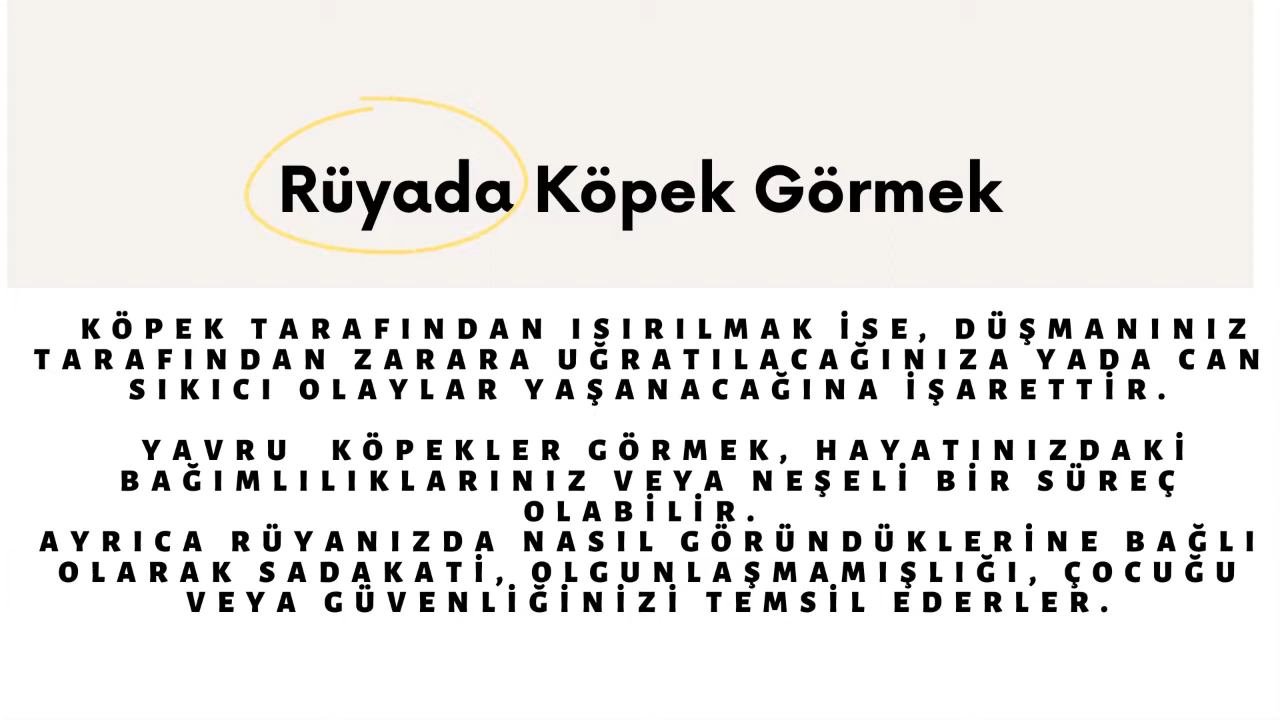 Rüyada Köpek Görmek
KÖPEK TARAFINDAN ISIRILMAK İSE, DÜŞMANINIZ
TARAFINDAN ZARARA UĞRATILACAĞINIZA YADA CAN
SIKICI OLAYLAR YAŞANACAĞINA İŞARETTİR.
YAVRU KÖPEKLER GÖRMEK, HAYATINIZDAKİ
BAĞIMLILIKLARINIZ VEYA NEŞELİ BİR SÜREÇ
OLABİLİR.
AYRICA RÜYANIZDA NASIL GÖRÜNDÜKLERİNE BAĞLI
OLARAK SADAKATİ, OLGUNLAŞMAMIŞLIĞI, ÇOCUĞU
VEYA GÜVENLİĞİNİZİ TEMSİL EDERLER.